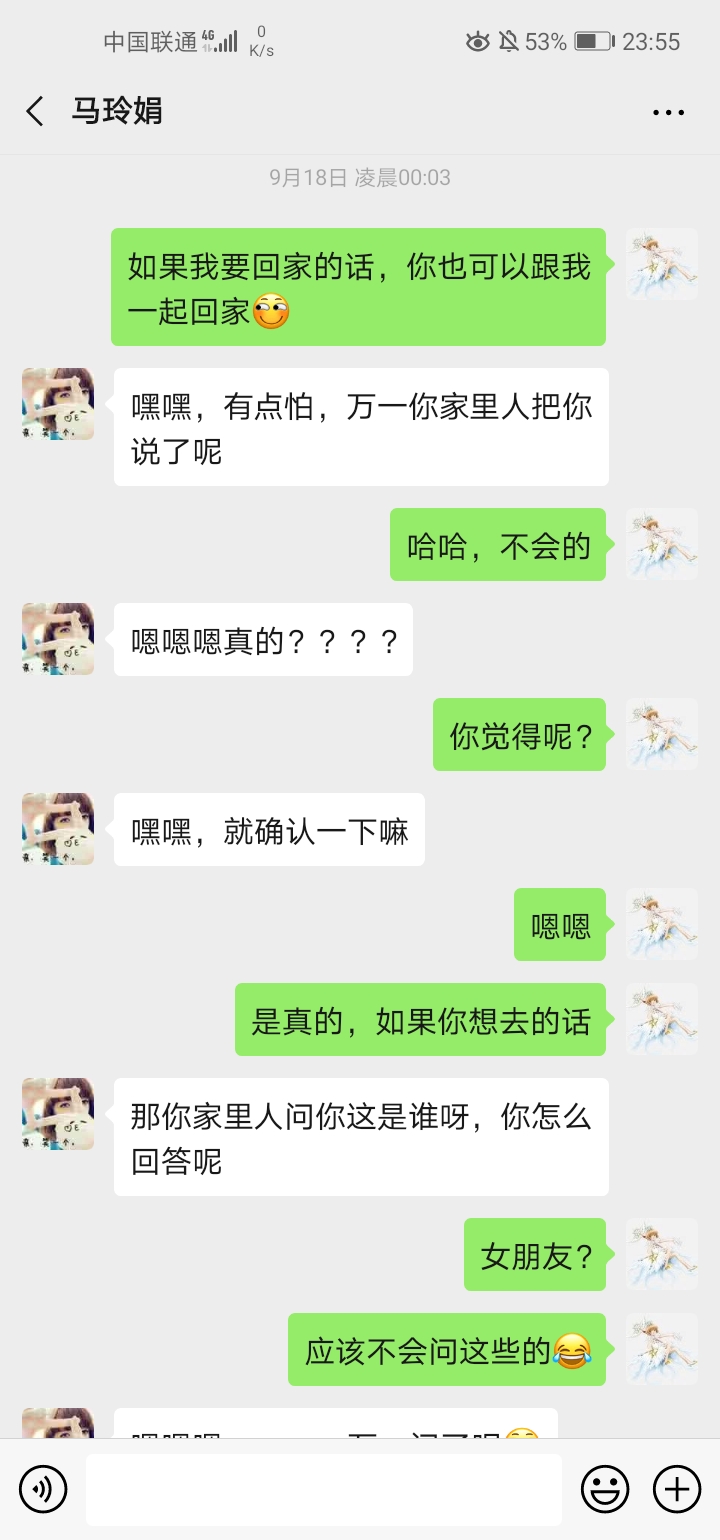 中国联通 4G 0 K/s 53% 23:55
马玲娟
9月18日 凌晨00:03
如果我要回家的话，你也可以跟我
一起回家
嘿嘿，有点怕，万一你家里人把你
说了呢
哈哈，不会的
嗯嗯嗯真的？？？？
你觉得呢？
嘿嘿，就确认一下嘛
嗯嗯
是真的，如果你想去的话
那你家里人问你这是谁呀，你怎么
回答呢
女朋友？
应该不会问这些的